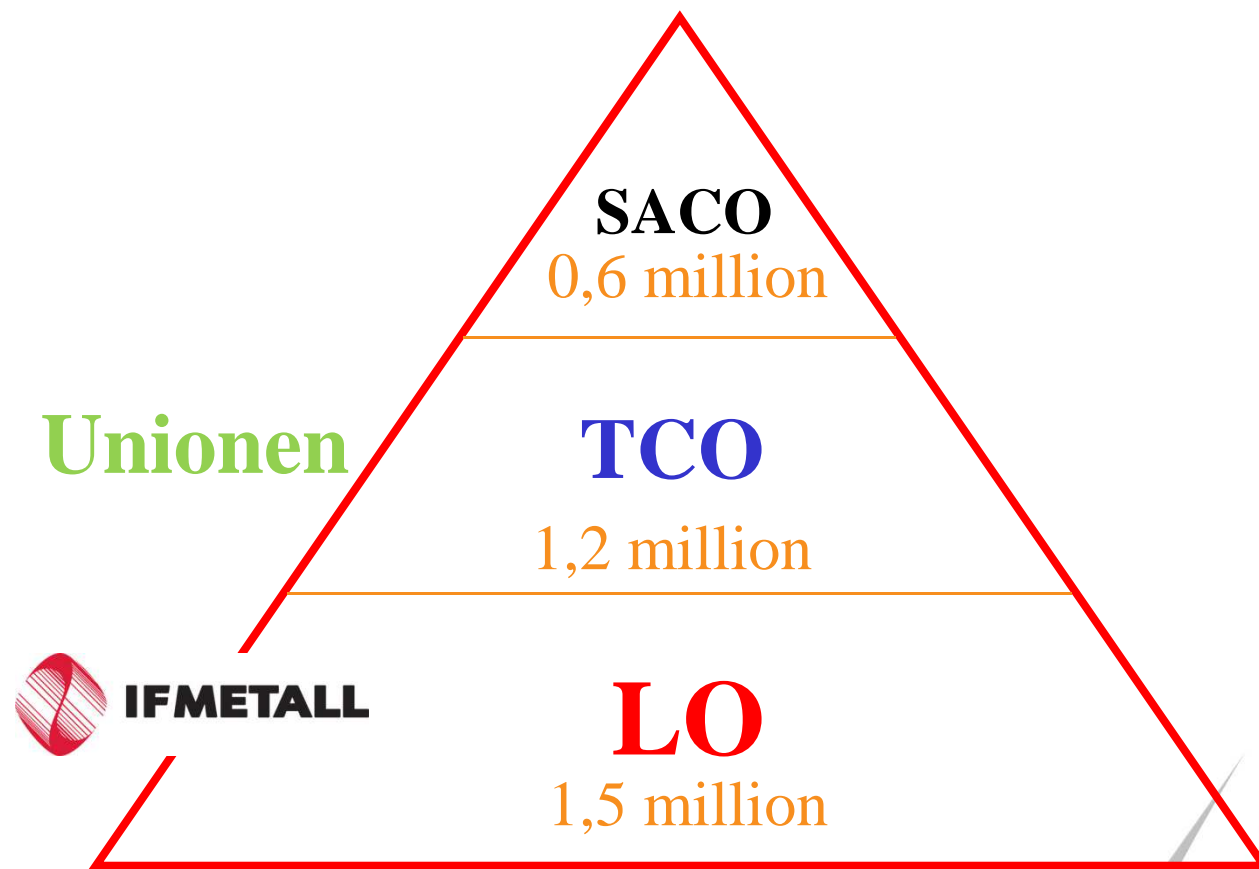 SACO
0,6 million
Unionen
TCO
1,2 million
IFMETALL
LO
1,5 million